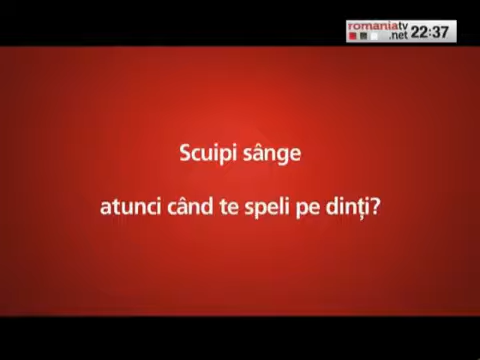 romaniatv
.net 22:37
Scuipi sânge
atunci când te speli pe dinți?